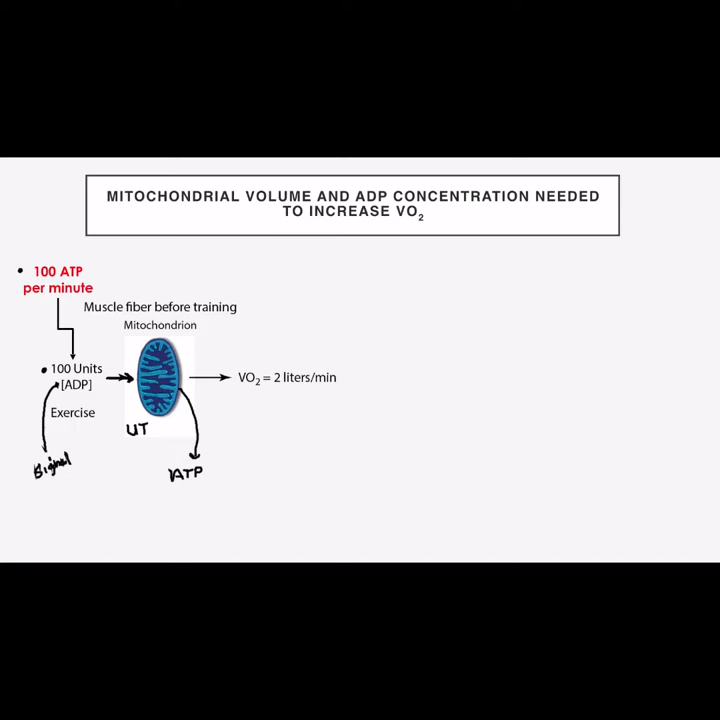 MITOCHONDRIAL VOLUME AND ADP CONCENTRATION NEEDED
TO INCREASE VO₂
• 100 ATP
per minute
Muscle fiber before training
Mitochondrion
• 100 Units
[ADP]
VO₂ = 2 liters/min
Exercise
UT
Signal
ATP